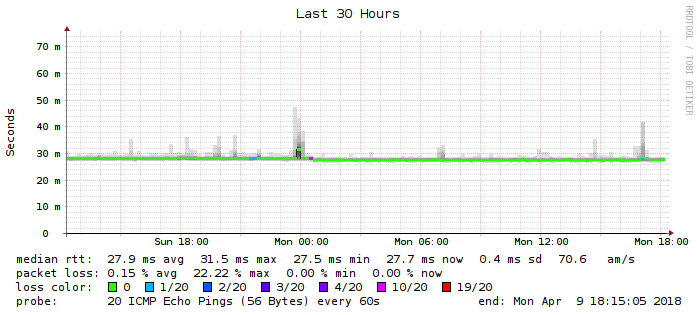 Last 30 Hours
RRDTOOL / TOBI OETIKER
Seconds
70 m
60 m
50 m
40 m
30 m
20 m
10 m
0
Sun 18:00 Mon 00:00 Mon 06:00 Mon 12:00 Mon 18:00
median rtt: 27.9 ms avg 31.5 ms max 27.5 ms min 27.7 ms now 0.4 ms sd 70.6 am/s
packet loss: 0.15 % avg 22.22 % max 0.00 % min 0.00 % now
loss color: 0 1/20 2/20 3/20 4/20 10/20 19/20
probe: 20 ICMP Echo Pings (56 Bytes) every 60s end: Mon Apr 9 18:15:05 2018